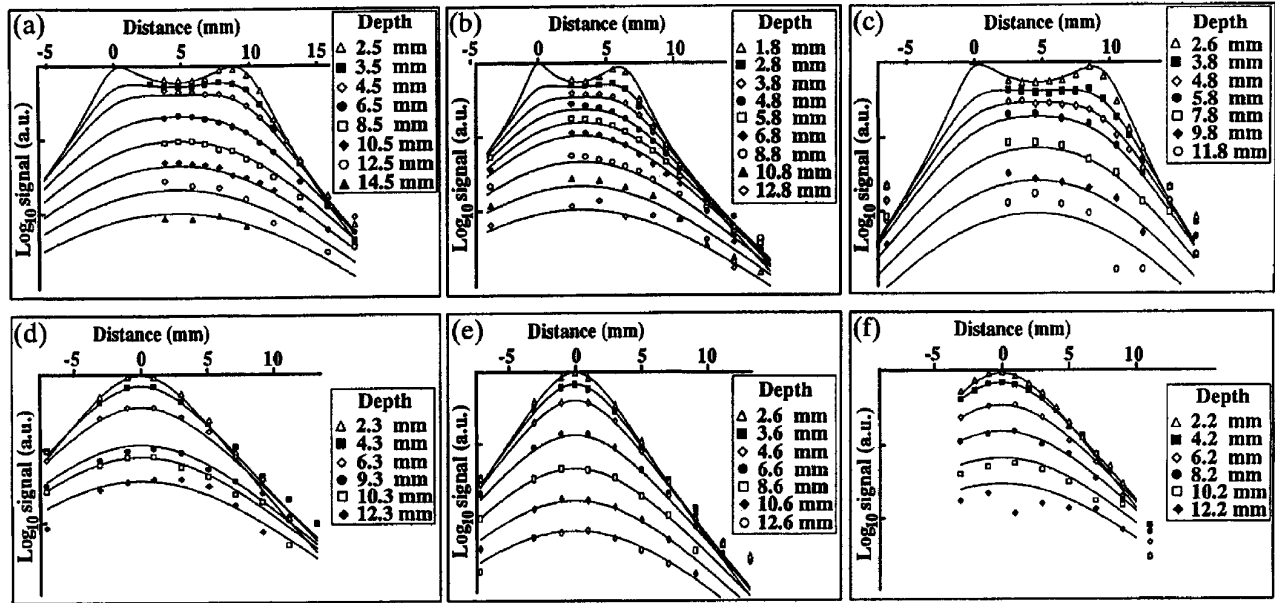 (a)
Distance (mm)
-5 0 5 10 15
Log10 signal (a.u.)
Depth
2.5 mm
3.5 mm
4.5 mm
6.5 mm
8.5 mm
10.5 mm
12.5 mm
14.5 mm
(b)
Distance (mm)
-5 0 5 10
Log10 signal (a.u.)
Depth
1.8 mm
2.8 mm
3.8 mm
4.8 mm
5.8 mm
6.8 mm
8.8 mm
10.8 mm
12.8 mm
(c)
Distance (mm)
-5 0 5 10
Log10 signal (a.u.)
Depth
2.6 mm
3.8 mm
4.8 mm
5.8 mm
7.8 mm
9.8 mm
11.8 mm
(d)
Distance (mm)
-5 0 5 10
Log10 signal (a.u.)
Depth
2.3 mm
4.3 mm
6.3 mm
9.3 mm
10.3 mm
12.3 mm
(e)
Distance (mm)
-5 0 5 10
Log10 signal (a.u.)
Depth
2.6 mm
3.6 mm
4.6 mm
6.6 mm
8.6 mm
10.6 mm
12.6 mm
(f)
Distance (mm)
-5 0 5 10
Log10 signal (a.u.)
Depth
2.2 mm
4.2 mm
6.2 mm
8.2 mm
10.2 mm
12.2 mm